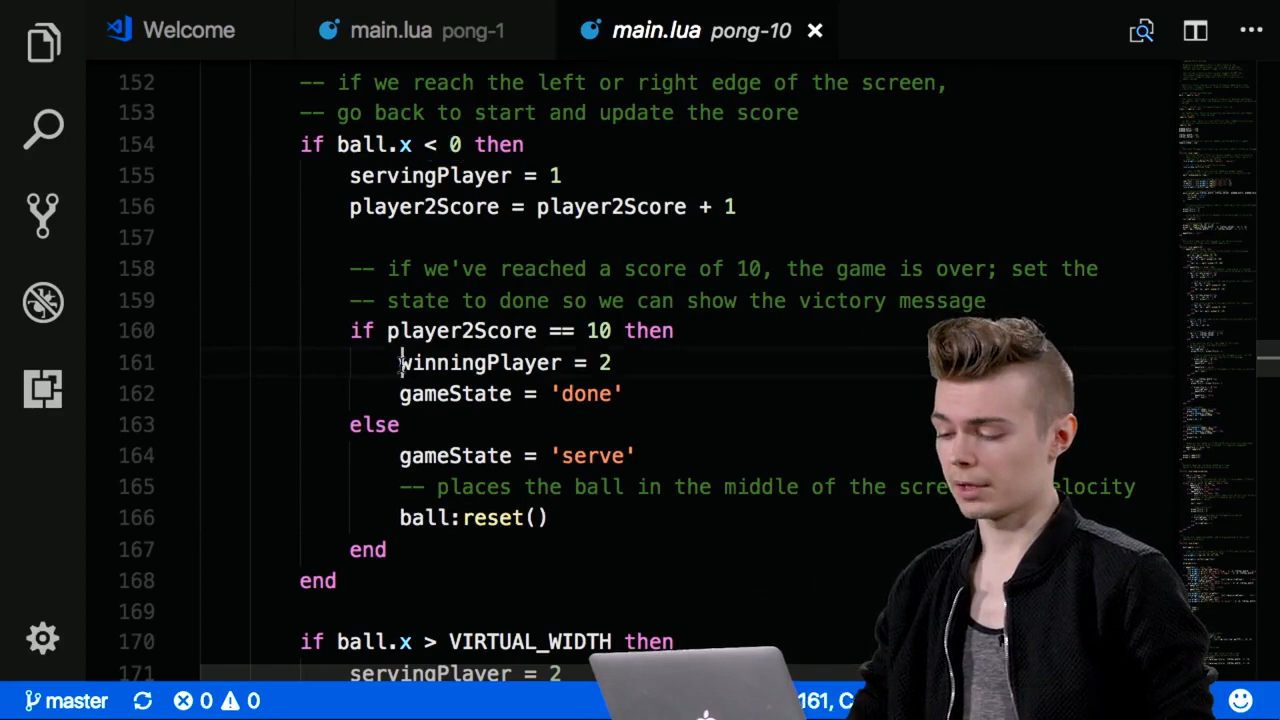 Welcome
main.lua pong-1
main.lua pong-10
152 -- if we reach the left or right edge of the screen,
153 -- go back to start and update the score
154 if ball.x < 0 then
155 servingPlayer = 1
156 player2Score = player2Score + 1
157
158 -- if we've reached a score of 10, the game is over; set the
159 -- state to done so we can show the victory message
160 if player2Score == 10 then
161 winningPlayer = 2
162 gameState = 'done'
163 else
164 gameState = 'serve'
165 -- places the ball in the middle of the scre
166 ball:reset()
167 end
168 end
169
170 if ball.x > VIRTUAL_WIDTH then
171 servingPlayer = 2
master 0 0 161, C